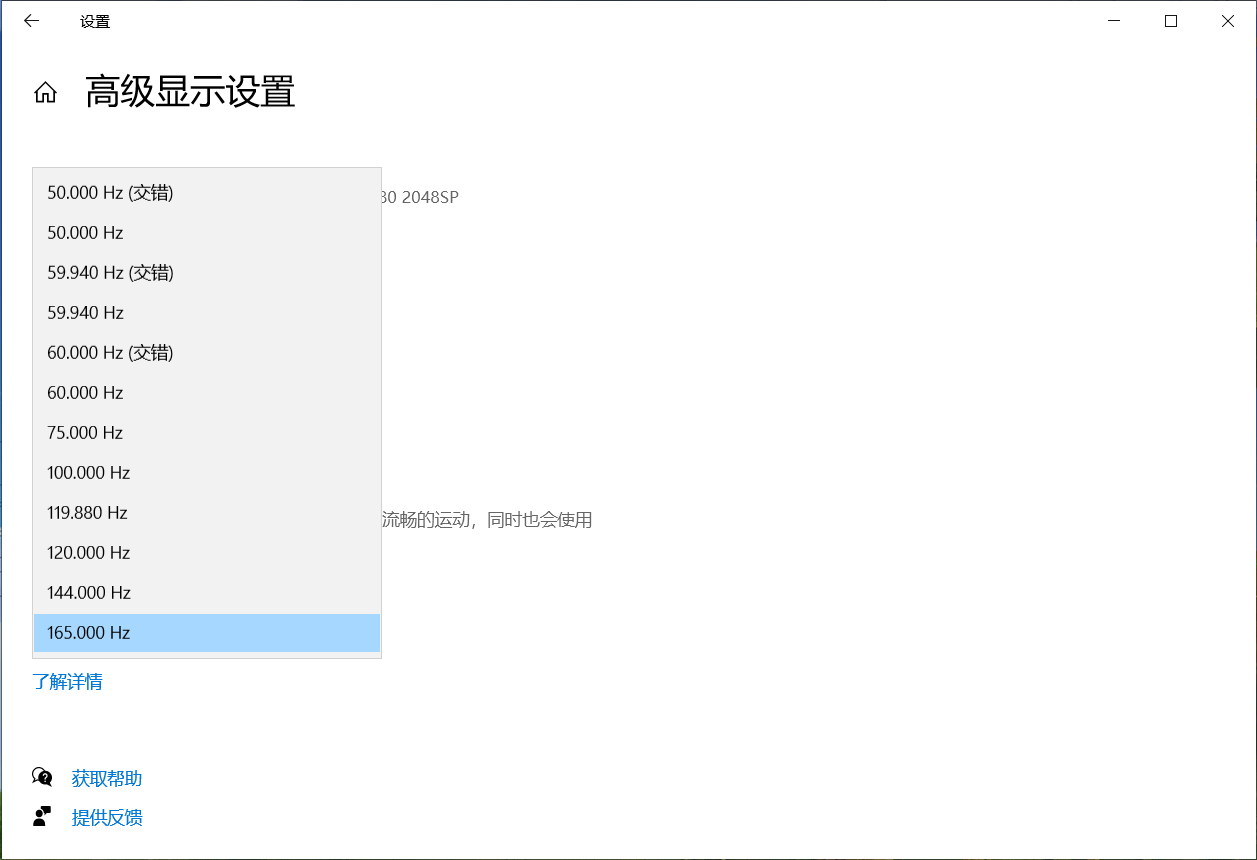 设置
高级显示设置
50.000 Hz (交错)
80 2048SP
50.000 Hz
59.940 Hz (交错)
59.940 Hz
60.000 Hz (交错)
60.000 Hz
75.000 Hz
100.000 Hz
119.880 Hz
流畅的运动，同时也会使用
120.000 Hz
144.000 Hz
165.000 Hz
了解详情
获取帮助
提供反馈